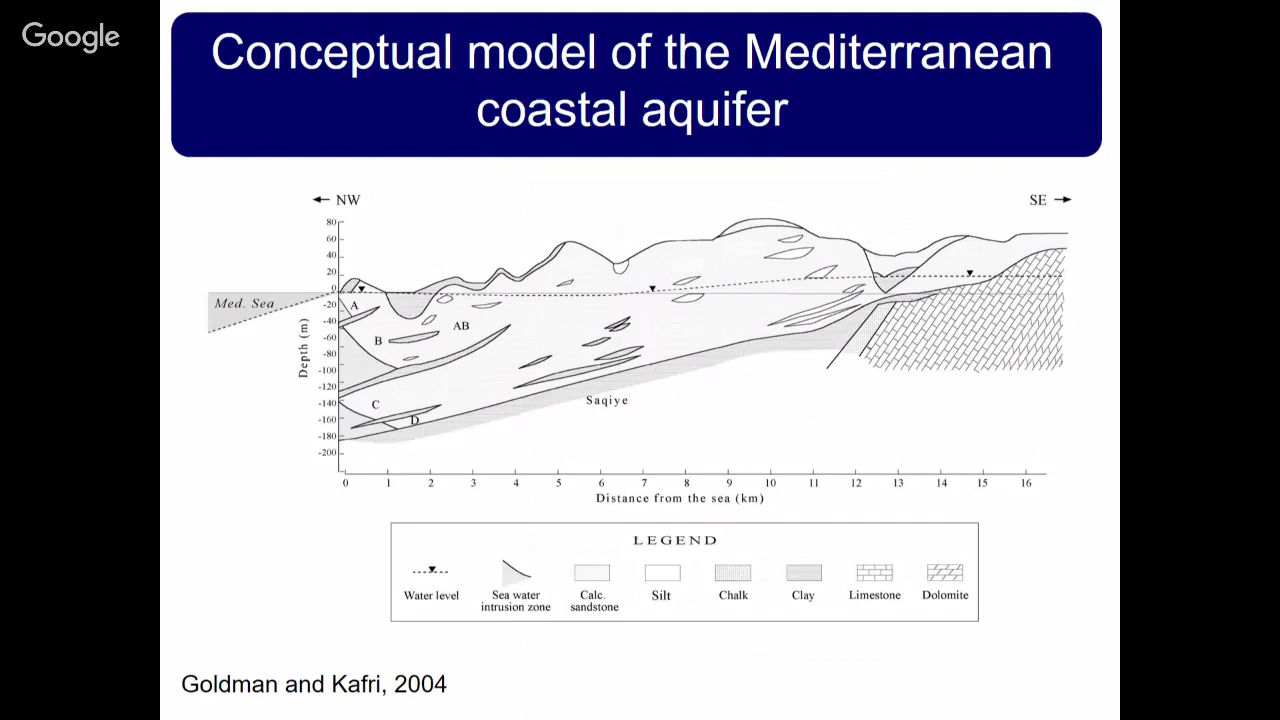 Google
Conceptual model of the Mediterranean
coastal aquifer
NW
SE
80
60
40
20
0
-20
-40
-60
-80
-100
-120
-140
-160
-180
-200
Depth (m)
Med. Sea
A
B
AB
C
D
Saqiye
0 1 2 3 4 5 6 7 8 9 10 11 12 13 14 15 16
Distance from the sea (km)
LEGEND
Water level
Sea water
intrusion zone
Calc.
sandstone
Silt
Chalk
Clay
Limestone
Dolomite
Goldman and Kafri, 2004